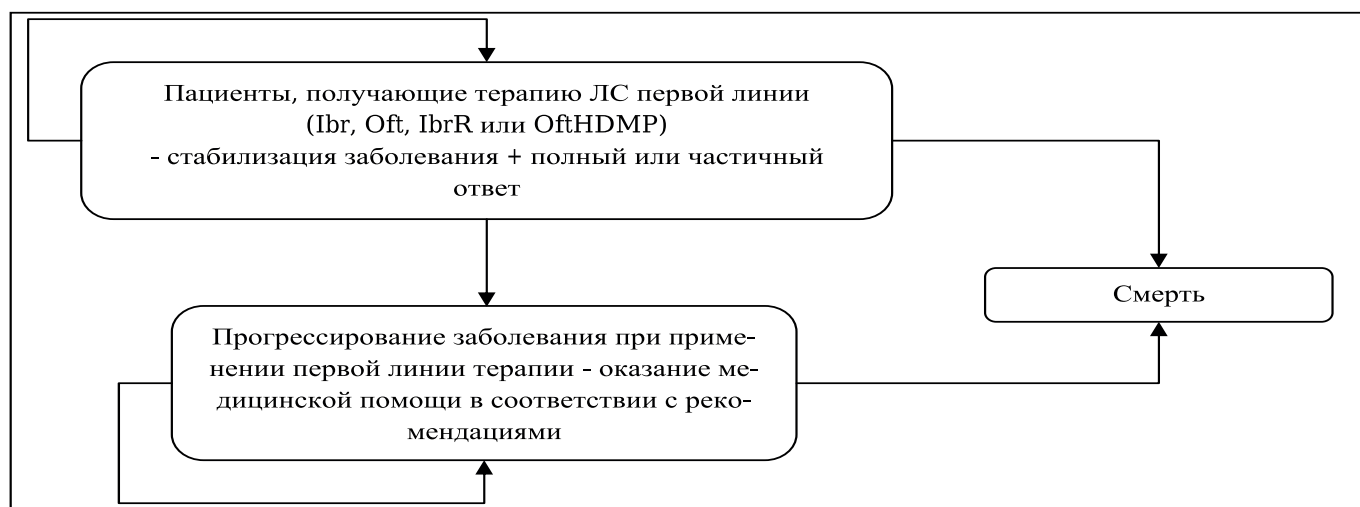 Пациенты, получающие терапию ЛС первой линии
(Ibr, Oft, IbrR или OftHDMP)
- стабилизация заболевания + полный или частичный
ответ
Смерть
Прогрессирование заболевания при приме-
нении первой линии терапии - оказание ме-
дицинской помощи в соответствии с реко-
мендациями